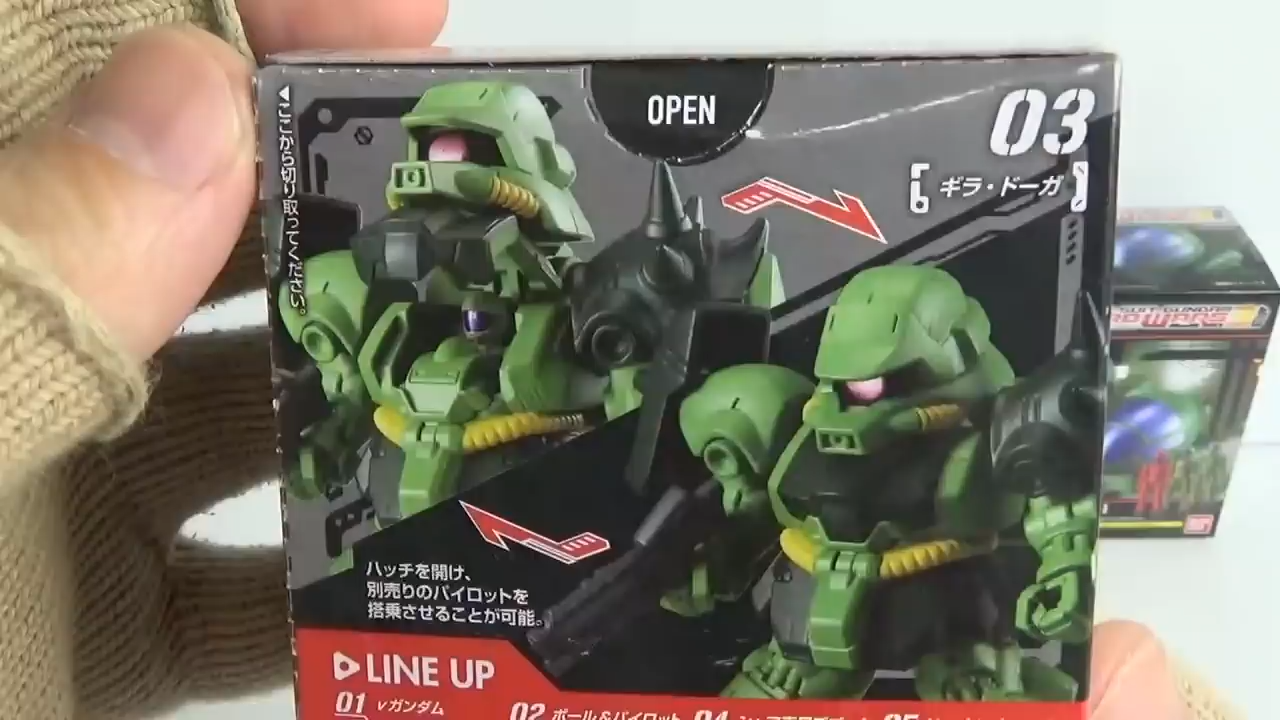 OPEN
03
ギラ・ドーガ
◀ここから切り取ってください。
ハッチを開け、
別売りのパイロットを
搭乗させることが可能。
▷LINE UP
01 νガンダム
02 ボール&パイロット 04